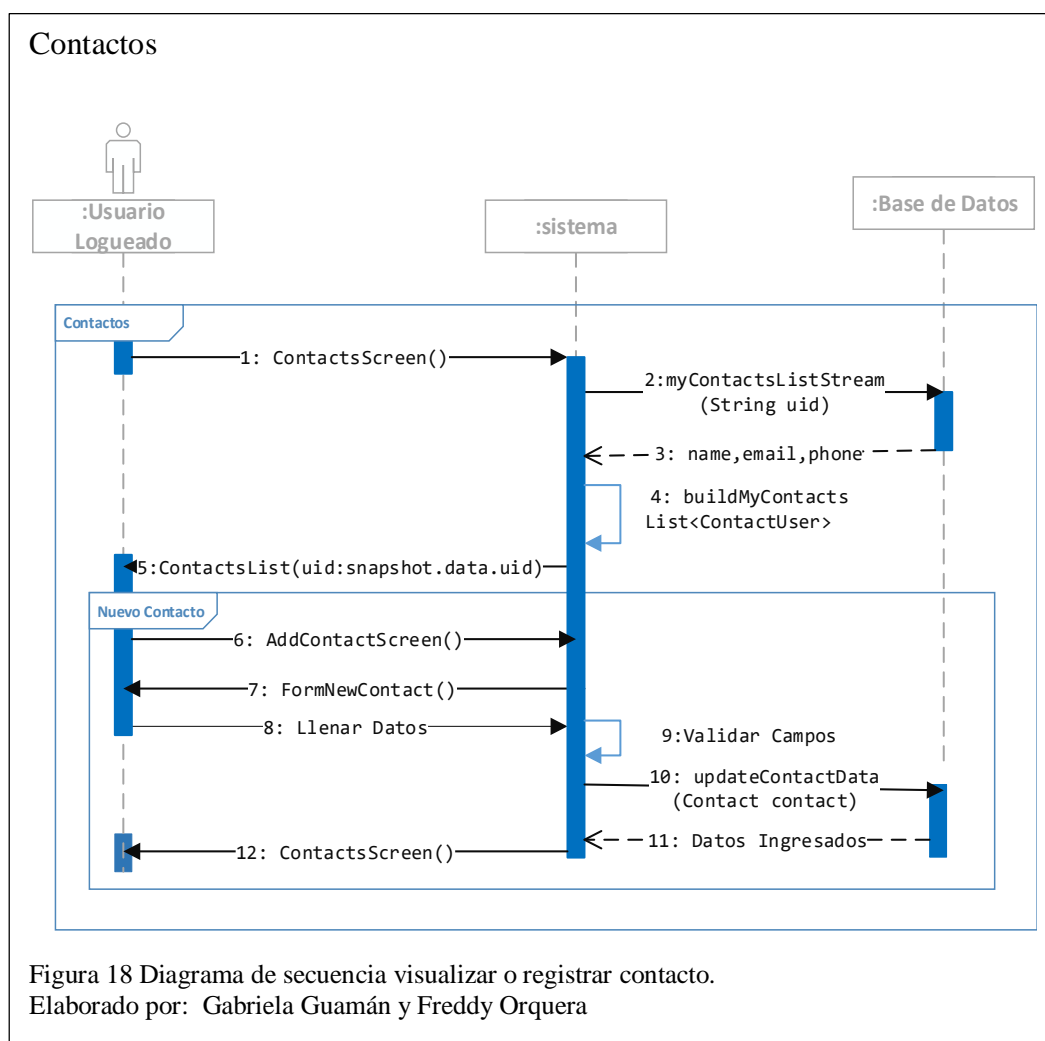 Contactos
:Usuario
Logueado
:sistema
:Base de Datos
Contactos
1: ContactsScreen()
2:myContactsListStream
(String uid)
3: name,email,phone
4: buildMyContacts
List<ContactUser>
5:ContactsList(uid:snapshot.data.uid)
Nuevo Contacto
6: AddContactScreen()
7: FormNewContact()
8: Llenar Datos
9:Validar Campos
10: updateContactData
(Contact contact)
11: Datos Ingresados
12: ContactsScreen()
Figura 18 Diagrama de secuencia visualizar o registrar contacto.
Elaborado por:  Gabriela Guamán y Freddy Orquera